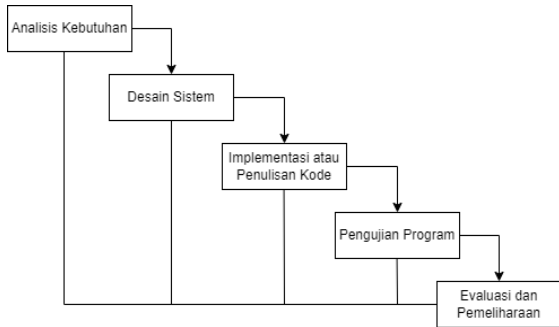 Analisis Kebutuhan
Desain Sistem
Implementasi atau
Penulisan Kode
Pengujian Program
Evaluasi dan
Pemeliharaan